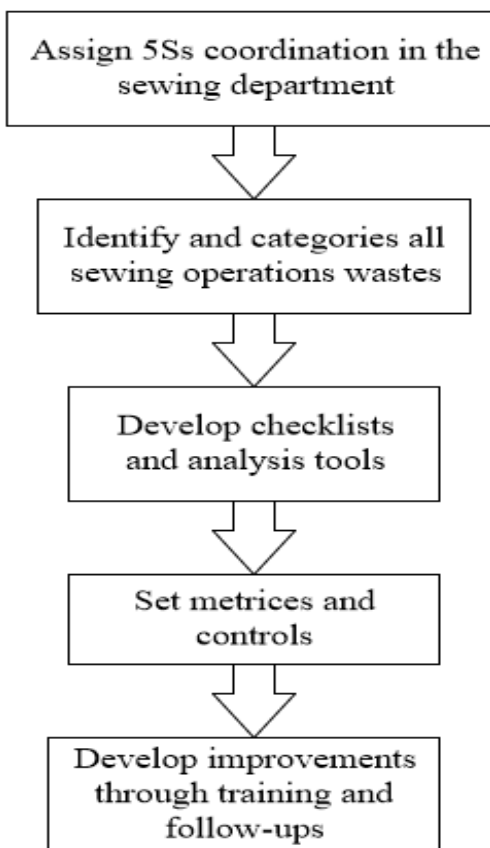 Assign 5Ss coordination in the
sewing department
Identify and categories all
sewing operations wastes
Develop checklists
and analysis tools
Set metrices and
controls
Develop improvements
through training and
follow-ups